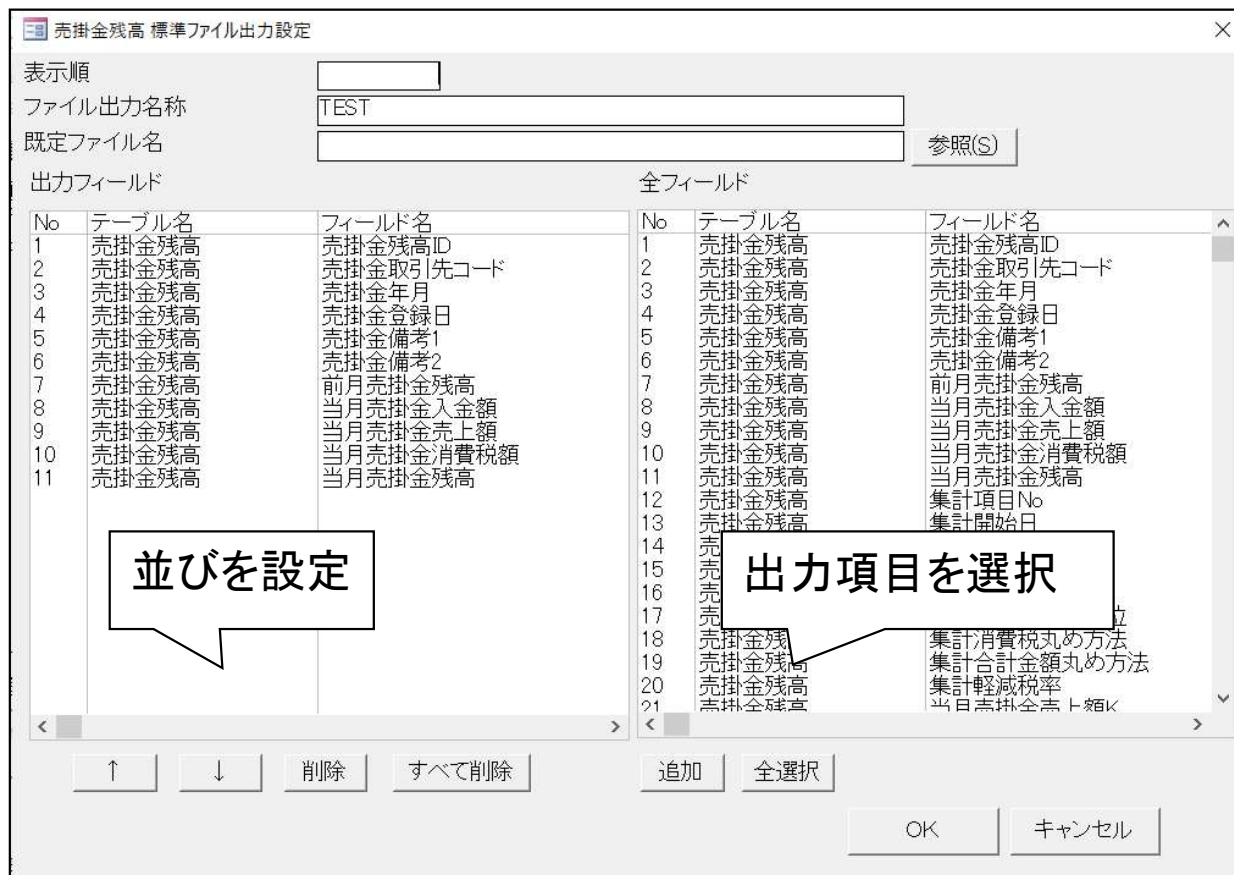 売掛金残高 標準ファイル出力設定
表示順
ファイル出力名称 TEST
既定ファイル名 参照(S)
出力フィールド
No テーブル名 フィールド名
1 売掛金残高 売掛金残高ID
2 売掛金残高 売掛金取引先コード
3 売掛金残高 売掛金年月
4 売掛金残高 売掛金登録日
5 売掛金残高 売掛金備考1
6 売掛金残高 売掛金備考2
7 売掛金残高 前月売掛金残高
8 売掛金残高 当月売掛金入金額
9 売掛金残高 当月売掛金売上額
10 売掛金残高 当月売掛金消費税額
11 売掛金残高 当月売掛金残高
並びを設定
↑ ↓ 削除 すべて削除
全フィールド
No テーブル名 フィールド名
1 売掛金残高 売掛金残高ID
2 売掛金残高 売掛金取引先コード
3 売掛金残高 売掛金年月
4 売掛金残高 売掛金登録日
5 売掛金残高 売掛金備考1
6 売掛金残高 売掛金備考2
7 売掛金残高 前月売掛金残高
8 売掛金残高 当月売掛金入金額
9 売掛金残高 当月売掛金売上額
10 売掛金残高 当月売掛金消費税額
11 売掛金残高 当月売掛金残高
12 売掛金残高 集計項目No
13 売掛金残高 集計開始日
14 売
15 売
16 売
17 売 位
18 売掛金残 集計消費税丸め方法
19 売掛金残高 集計合計金額丸め方法
20 売掛金残高 集計軽減税率
21 売掛金残高 当月売掛金売上額K
出力項目を選択
追加 全選択
OK キャンセル